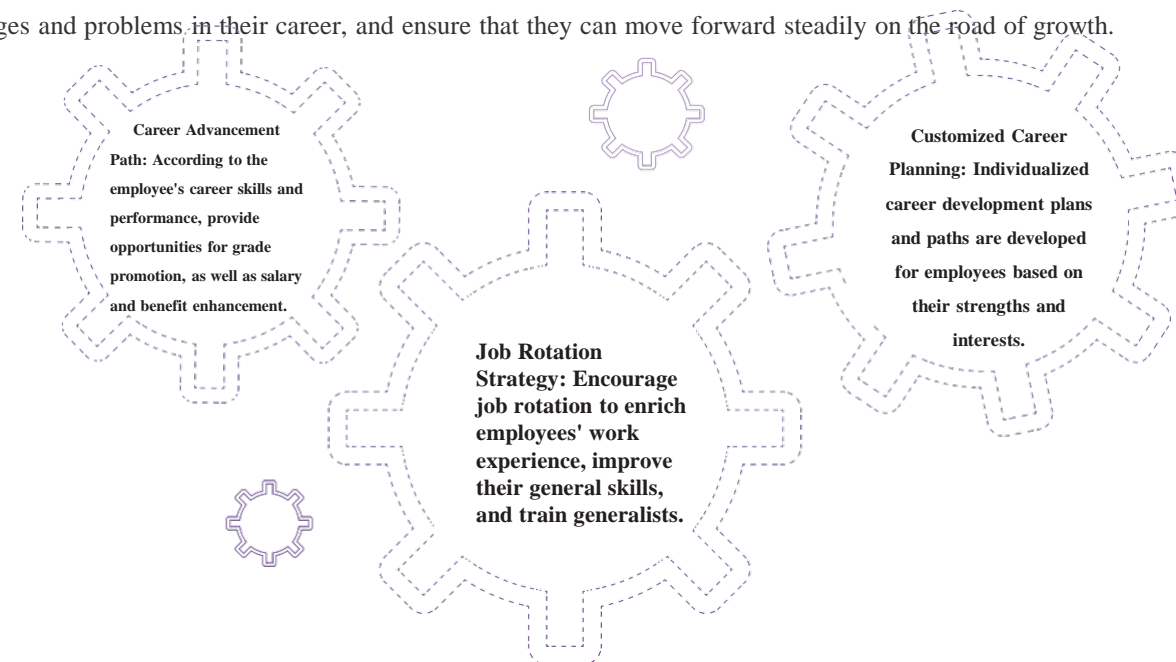 and problems in their career, and ensure that they can move forward steadily on the road of growth.
Career Advancement
Path: According to the
employee's career skills and
performance, provide
opportunities for grade
promotion, as well as salary
and benefit enhancement.
Job Rotation
Strategy: Encourage
job rotation to enrich
employees' work
experience, improve
their general skills,
and train generalists.
Customized Career
Planning: Individualized
career development plans
and paths are developed
for employees based on
their strengths and
interests.